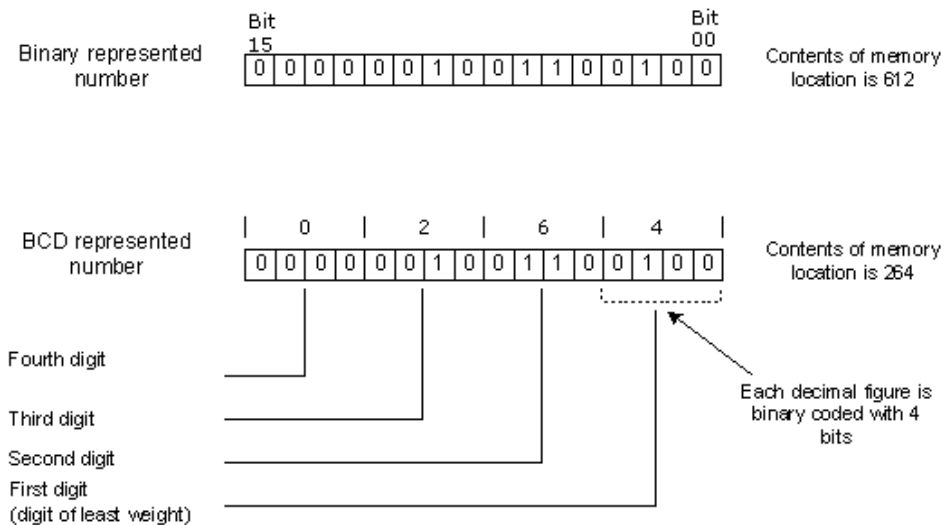 Bit
15
Bit
00
Binary represented
number
0 0 0 0 0 0 1 0 0 1 1 0 0 1 0 0
Contents of memory
location is 612
0 2 6 4
BCD represented
number
0 0 0 0 0 0 1 0 0 1 1 0 0 1 0 0
Contents of memory
location is 264
Fourth digit
Third digit
Second digit
First digit
(digit of least weight)
Each decimal figure is
binary coded with 4
bits